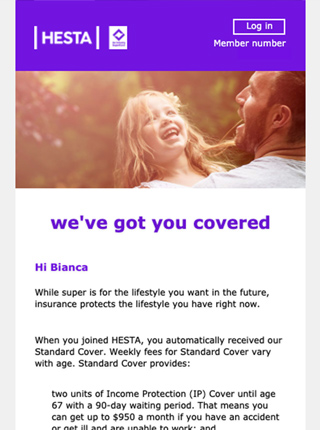 HESTA
Log in
Member number
we've got you covered
Hi Bianca
While super is for the lifestyle you want in the future,
insurance protects the lifestyle you have right now.
When you joined HESTA, you automatically received our
Standard Cover. Weekly fees for Standard Cover vary
with age. Standard Cover provides:
two units of Income Protection (IP) Cover until age
67 with a 90-day waiting period. That means you
can get up to $950 a month if you have an accident
or get ill and are unable to work; and